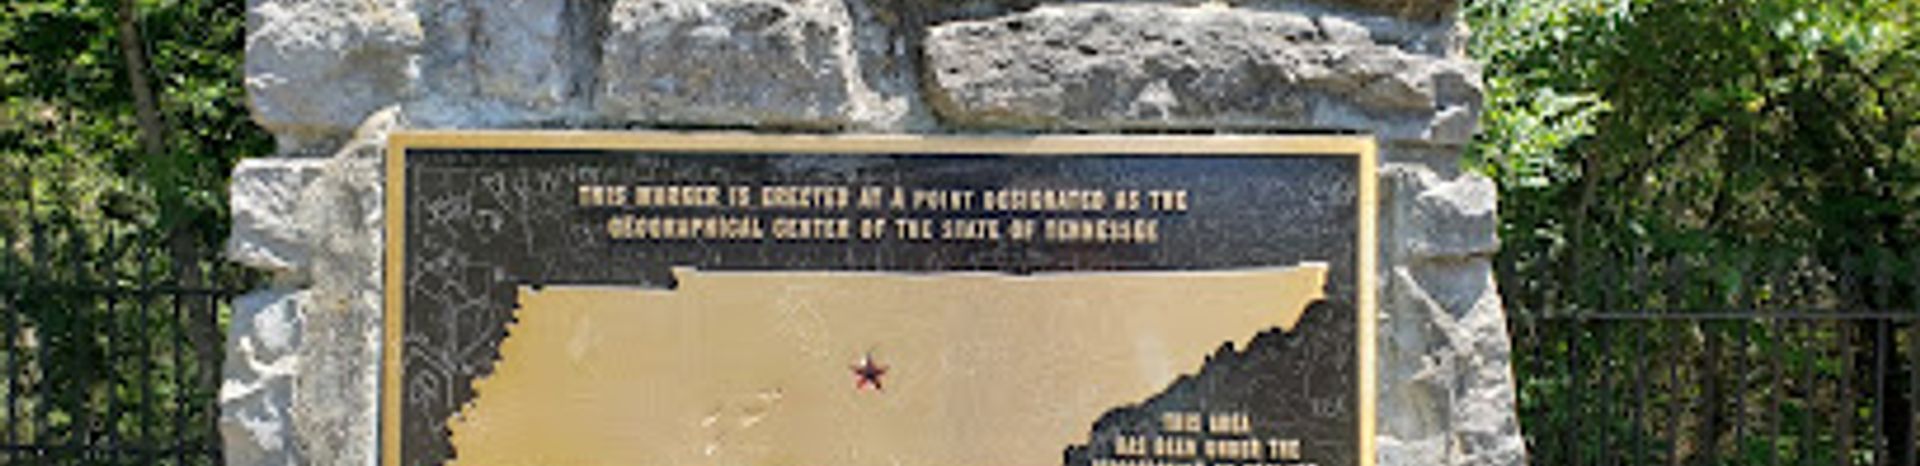 THIS MARKER IS ERECTED AT A POINT DESIGNATED AS THE
GEOGRAPHICAL CENTER OF THE STATE OF TENNESSEE
THIS AREA
HAS BEEN UNDER THE